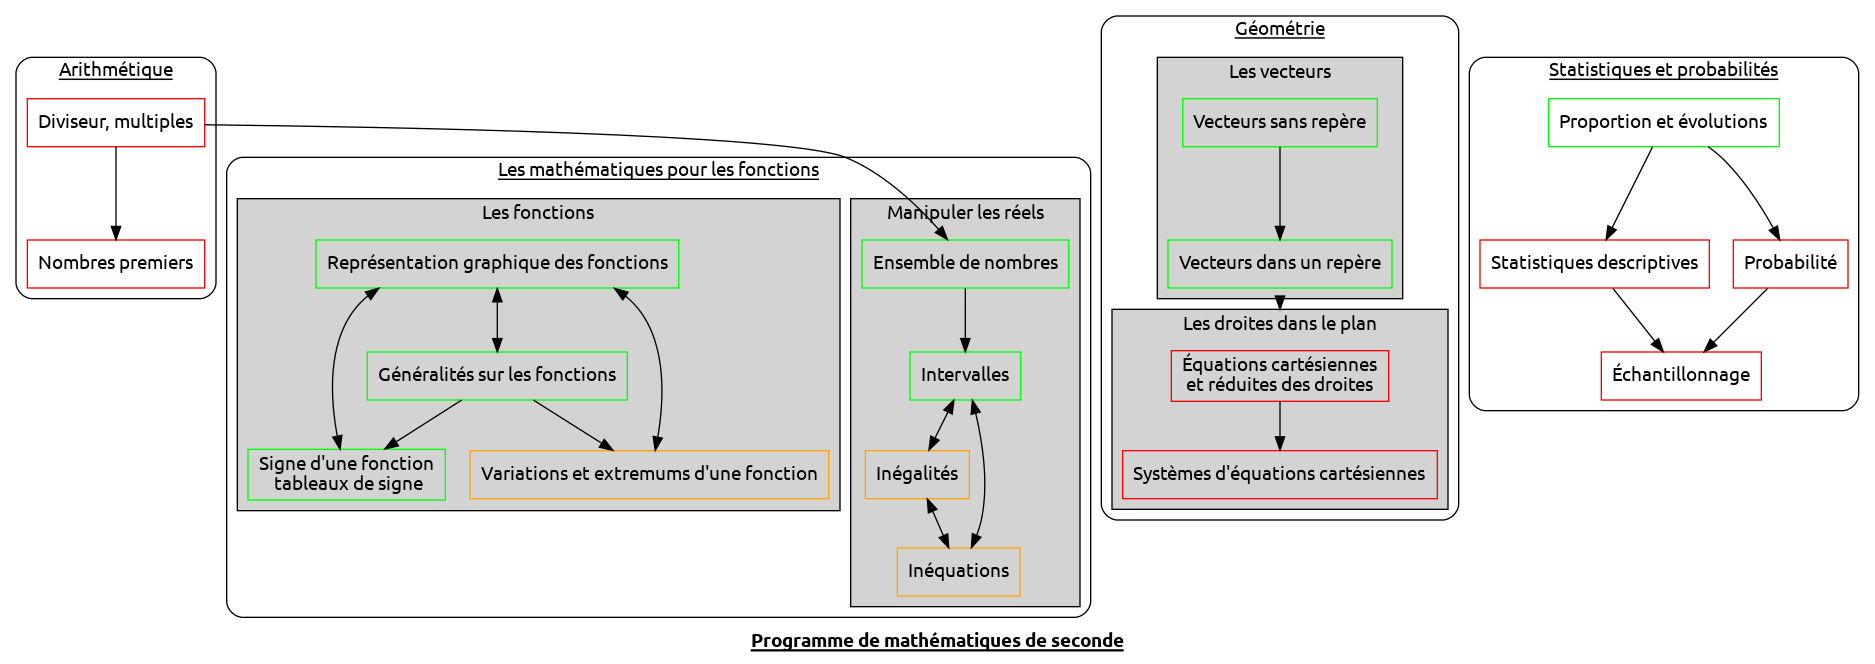 Arithmétique
Diviseur, multiples
Nombres premiers
Les mathématiques pour les fonctions
Les fonctions
Représentation graphique des fonctions
Généralités sur les fonctions
Signe d'une fonction
tableaux de signe
Variations et extremums d'une fonction
Manipuler les réels
Ensemble de nombres
Intervalles
Inégalités
Inéquations
Géométrie
Les vecteurs
Vecteurs sans repère
Vecteurs dans un repère
Les droites dans le plan
Équations cartésiennes
et réduites des droites
Systèmes d'équations cartésiennes
Statistiques et probabilités
Proportion et évolutions
Statistiques descriptives
Probabilité
Échantillonnage
Programme de mathématiques de seconde